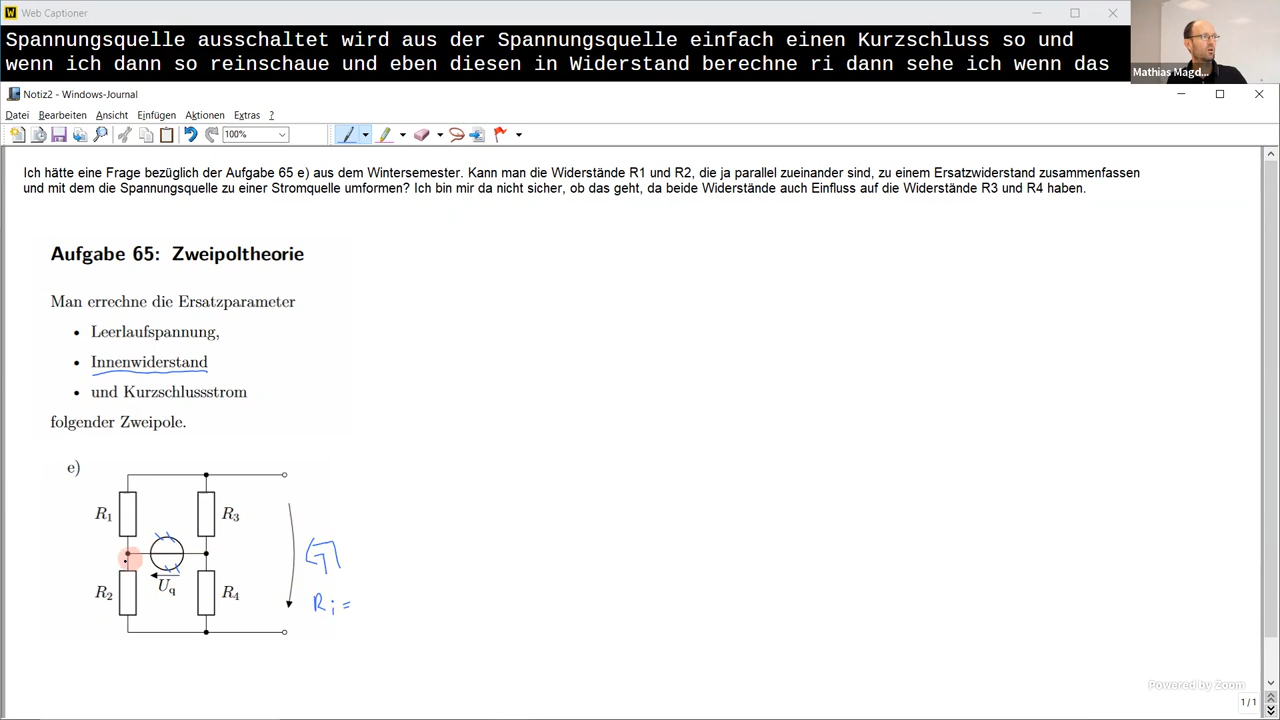 Web Captioner
Spannungsquelle ausschaltet wird aus der Spannungsquelle einfach einen Kurzschluss so und
wenn ich dann so reinschaue und eben diesen in Widerstand berechne ri dann sehe ich wenn das
Mathias Magd...
Notiz2 - Windows-Journal
Datei Bearbeiten Ansicht Einfügen Aktionen Extras ?
100%
Ich hätte eine Frage bezüglich der Aufgabe 65 e) aus dem Wintersemester. Kann man die Widerstände R1 und R2, die ja parallel zueinander sind, zu einem Ersatzwiderstand zusammenfassen
und mit dem die Spannungsquelle zu einer Stromquelle umformen? Ich bin mir da nicht sicher, ob das geht, da beide Widerstände auch Einfluss auf die Widerstände R3 und R4 haben.
Aufgabe 65: Zweipoltheorie
Man errechne die Ersatzparameter
• Leerlaufspannung,
• Innenwiderstand
• und Kurzschlussstrom
folgender Zweipole.
e)
R1 R3
Uq
R2 R4
Ri =
Powered by Zoom
1 / 1